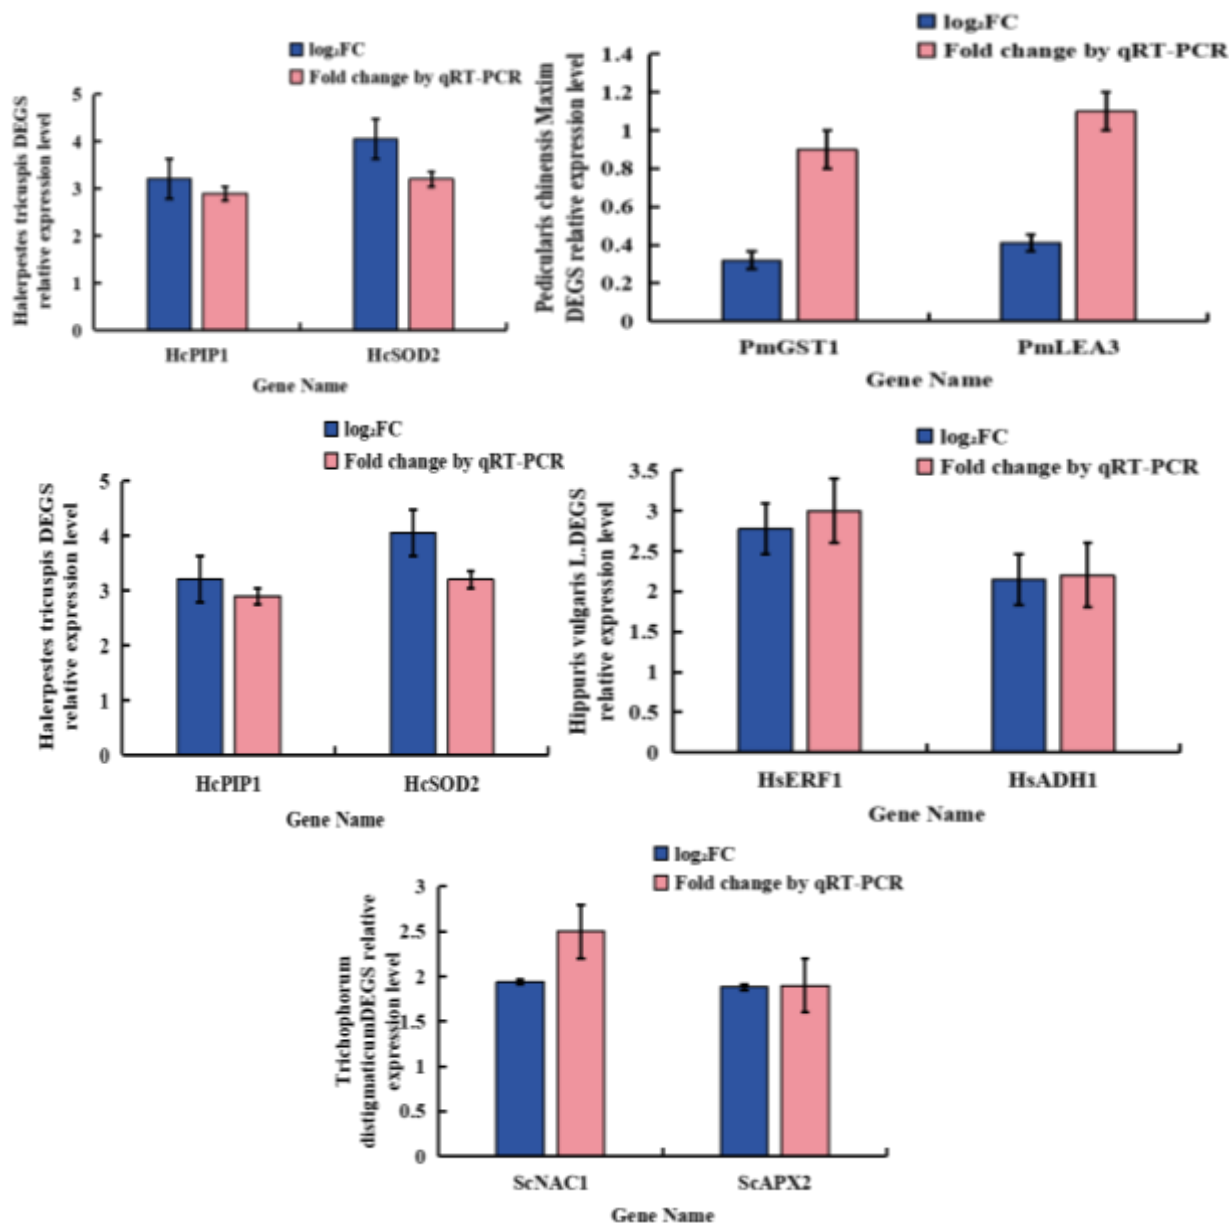 log₂FC
Fold change by qRT-PCR
Halerpestes tricuspis DEGS
relative expression level
5
4
3
2
1
0
HcPIP1
HcSOD2
Gene Name
log₂FC
Fold change by qRT-PCR
Pedicularis chinensis Maxim
DEGS relative expression level
1.4
1.2
1
0.8
0.6
0.4
0.2
0
PmGST1
PmLEA3
Gene Name
log₂FC
Fold change by qRT-PCR
Halerpestes tricuspis DEGS
relative expression level
5
4
3
2
1
0
HcPIP1
HcSOD2
Gene Name
log₂FC
Fold change by qRT-PCR
Hippuris vulgaris L.DEGS
relative expression level
3.5
3
2.5
2
1.5
1
0.5
0
HsERF1
HsADH1
Gene Name
log₂FC
Fold change by qRT-PCR
Trichophorum
distigmaticumDEGS relative
expression level
3
2.5
2
1.5
1
0.5
0
ScNAC1
ScAPX2
Gene Name